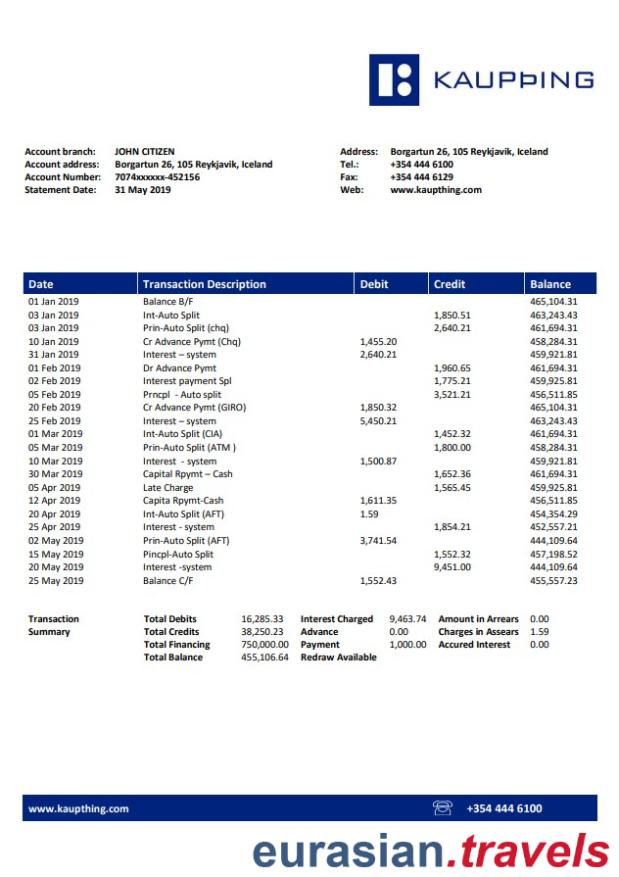 KAUPÞING
Account branch: JOHN CITIZEN Address: Borgartun 26, 105 Reykjavik, Iceland
Account address: Borgartun 26, 105 Reykjavik, Iceland Tel.: +354 444 6100
Account Number: 7074xxxxxx-452156 Fax: +354 444 6129
Statement Date: 31 May 2019 Web: www.kaupthing.com
Date Transaction Description Debit Credit Balance
01 Jan 2019 Balance B/F 465,104.31
03 Jan 2019 Int-Auto Split 1,850.51 463,243.43
03 Jan 2019 Prin-Auto Split (chq) 2,640.21 461,694.31
10 Jan 2019 Cr Advance Pymt (Chq) 1,455.20 458,284.31
31 Jan 2019 Interest – system 2,640.21 459,921.81
01 Feb 2019 Dr Advance Pymt 1,960.65 461,694.31
02 Feb 2019 Interest payment Spl 1,775.21 459,925.81
05 Feb 2019 Prncpl - Auto split 3,521.21 456,511.85
20 Feb 2019 Cr Advance Pymt (GIRO) 1,850.32 465,104.31
25 Feb 2019 Interest – system 5,450.21 463,243.43
01 Mar 2019 Int-Auto Split (CIA) 1,452.32 461,694.31
05 Mar 2019 Prin-Auto Split (ATM ) 1,800.00 458,284.31
10 Mar 2019 Interest - system 1,500.87 459,921.81
30 Mar 2019 Capital Rpymt – Cash 1,652.36 461,694.31
05 Apr 2019 Late Charge 1,565.45 459,925.81
12 Apr 2019 Capita Rpymt-Cash 1,611.35 456,511.85
20 Apr 2019 Int-Auto Split (AFT) 1.59 454,354.29
25 Apr 2019 Interest - system 1,854.21 452,557.21
02 May 2019 Prin-Auto Split (AFT) 3,741.54 444,109.64
15 May 2019 Pincpl-Auto Split 1,552.32 457,198.52
20 May 2019 Interest -system 9,451.00 444,109.64
25 May 2019 Balance C/F 1,552.43 455,557.23
Transaction Total Debits 16,285.33 Interest Charged 9,463.74 Amount in Arrears 0.00
Summary Total Credits 38,250.23 Advance 0.00 Charges in Assears 1.59
Total Financing 750,000.00 Payment 1,000.00 Accured Interest 0.00
Total Balance 455,106.64 Redraw Available
www.kaupthing.com +354 444 6100
eurasian.travels